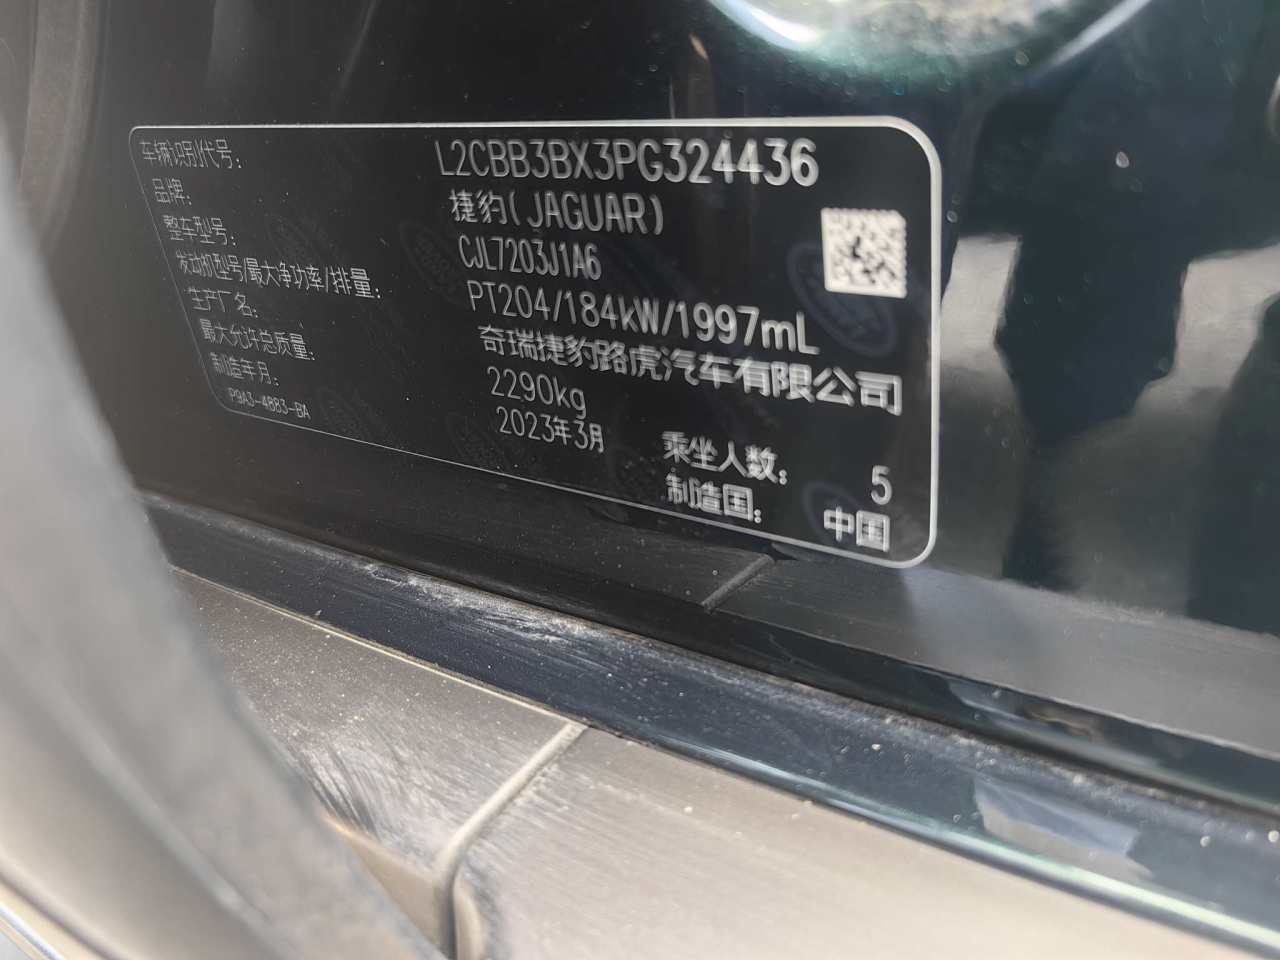 车辆识别代号: L2CBB3BX3PG324436
品牌: 捷豹(JAGUAR)
整车型号: CJL7203J1A6
发动机型号/最大净功率/排量: PT204/184kW/1997mL
生产厂名: 奇瑞捷豹路虎汽车有限公司
最大允许总质量: 2290kg
制造年月: 2023年3月 乘坐人数: 5
P9A3-4883-BA 制造国: 中国